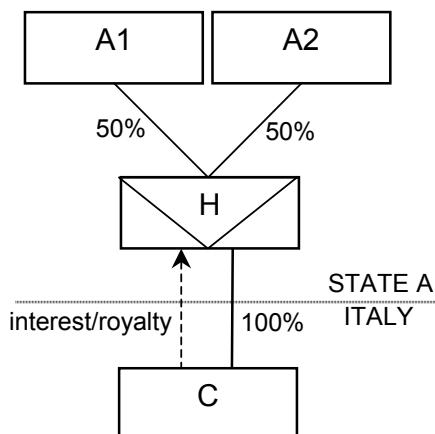 A1 A2
50% 50%
H
STATE A
interest/royalty 100% ITALY
C